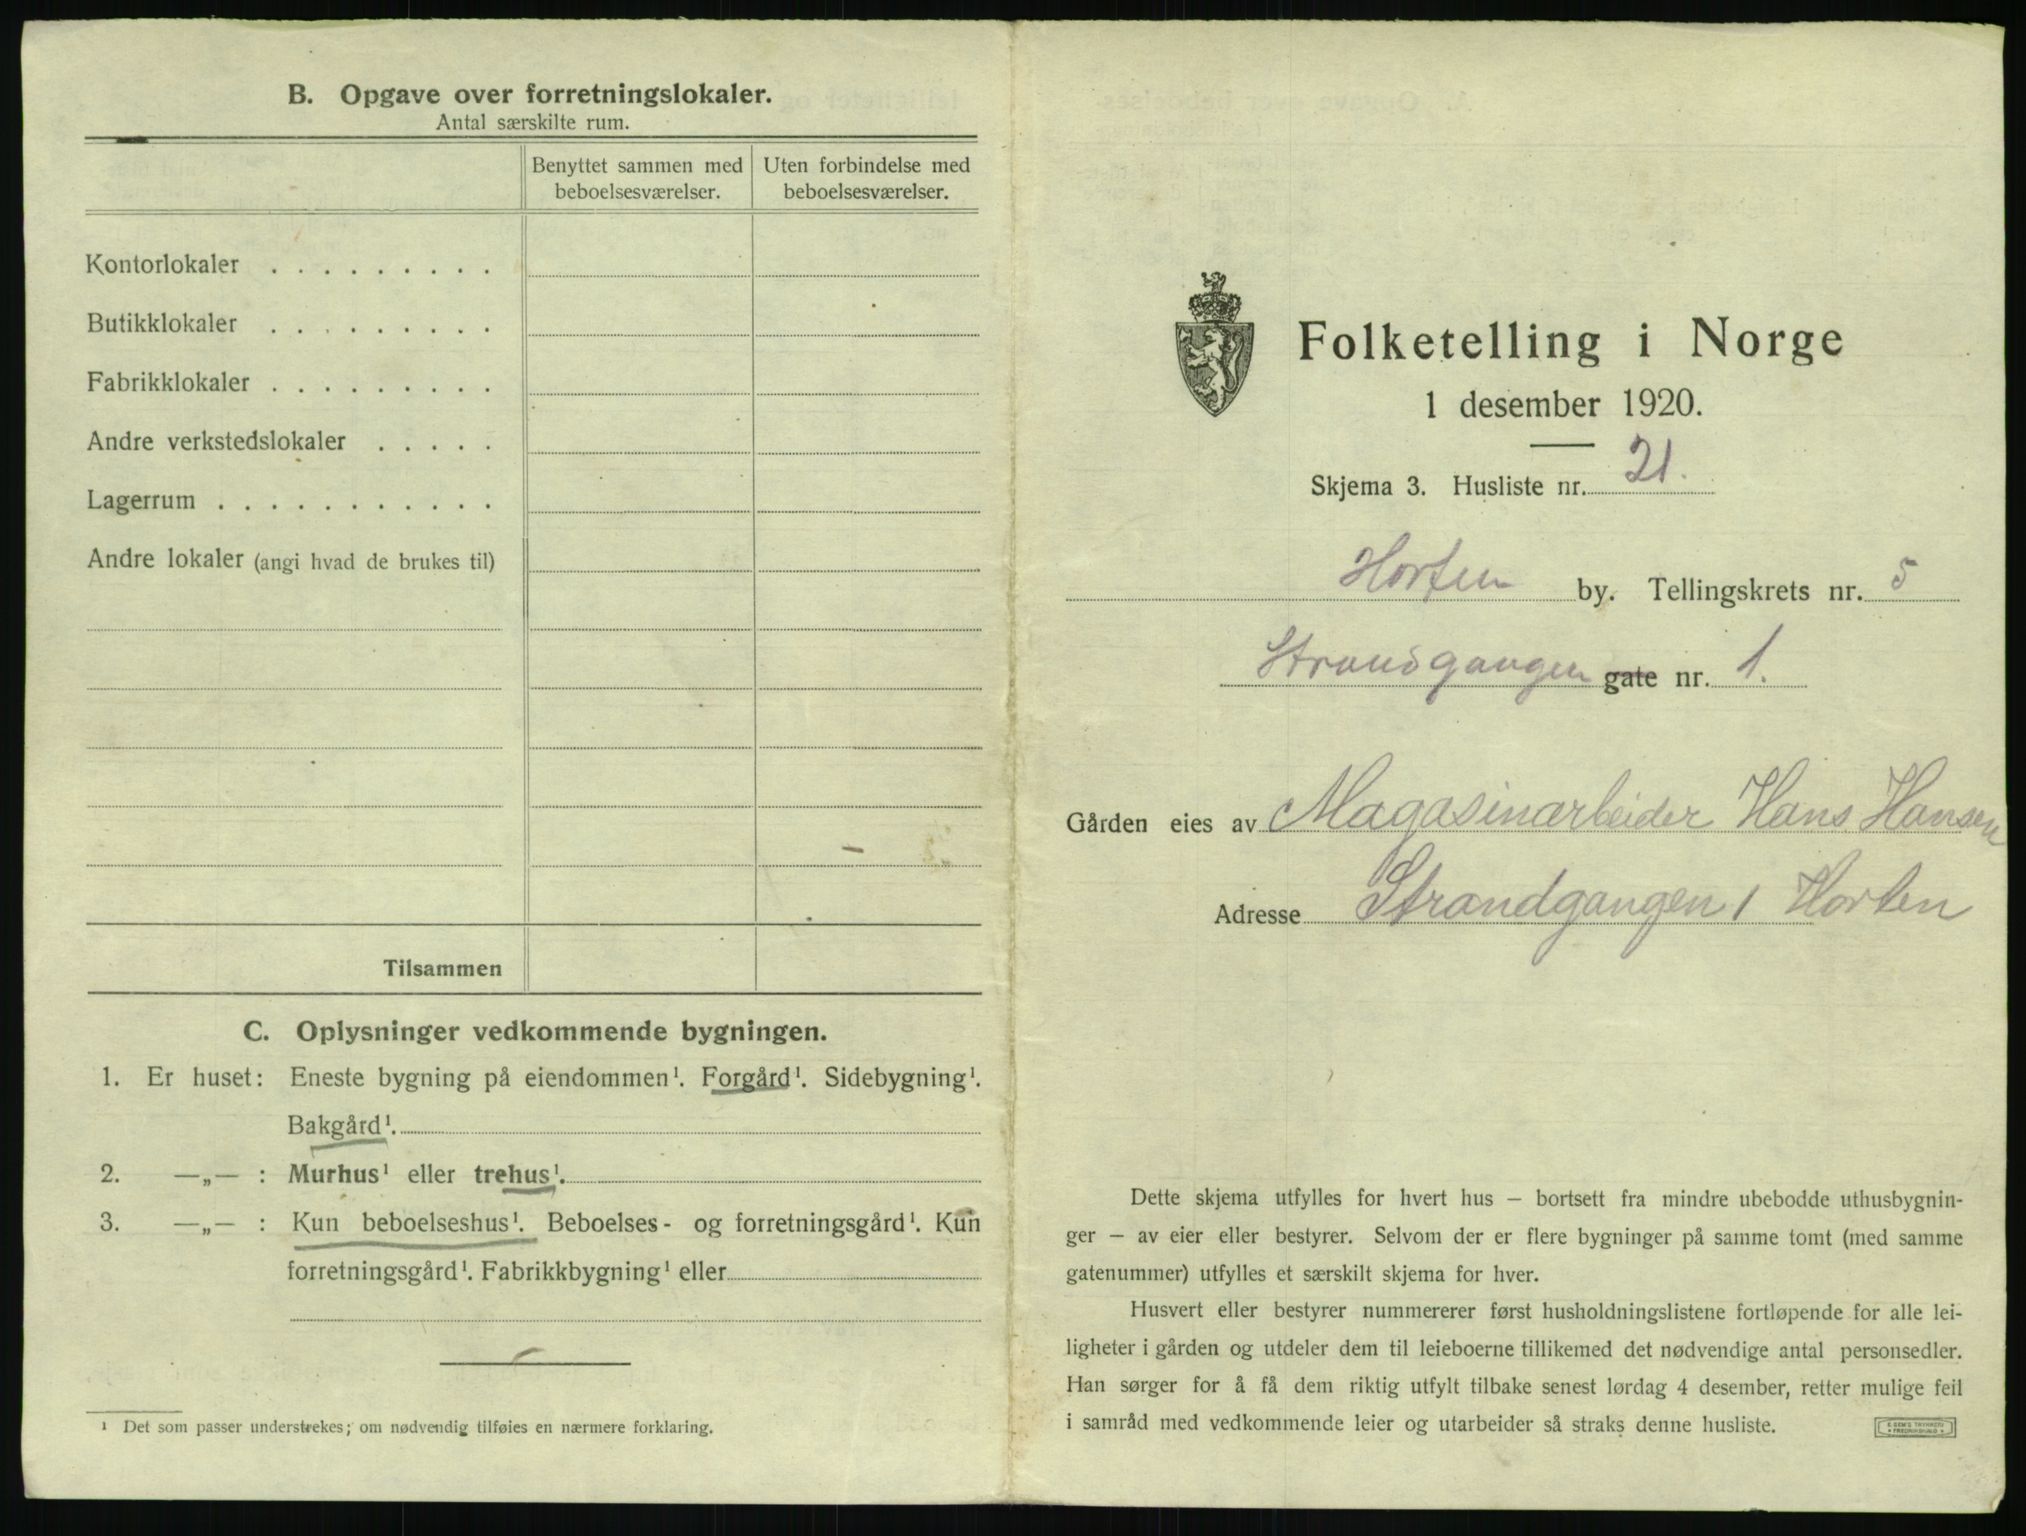 B. Opgave over forretningslokaler.
Antal særskilte rum.
Benyttet sammen med beboelsesværelser.
Uten forbindelse med beboelsesværelser.
Kontorlokaler . . . . . . . . .
Butikklokaler . . . . . . . . .
Fabrikklokaler . . . . . . . . .
Andre verkstedslokaler . . . . .
Lagerrum . . . . . . . . . . .
Andre lokaler (angi hvad de brukes til)
Tilsammen
C. Oplysninger vedkommende bygningen.
1. Er huset: Eneste bygning på eiendommen¹. Forgård¹. Sidebygning¹.
Bakgård¹.
2. —„— : Murhus¹ eller trehus¹.
3. —„— : Kun beboelseshus¹. Beboelses- og forretningsgård¹. Kun
forretningsgård¹. Fabrikkbygning¹ eller
¹ Det som passer understrekes; om nødvendig tilføies en nærmere forklaring.
Folketelling i Norge
1 desember 1920.
Skjema 3. Husliste nr. 21.
Horten by. Tellingskrets nr. 5
Strandgangen gate nr. 1.
Gården eies av Magasinarbeider Hans Hansen
Adresse Strandgangen 1 Horten
Dette skjema utfylles for hvert hus – bortsett fra mindre ubebodde uthusbygnin-
ger – av eier eller bestyrer. Selvom der er flere bygninger på samme tomt (med samme
gatenummer) utfylles et særskilt skjema for hver.
Husvert eller bestyrer nummererer først husholdningslistene fortløpende for alle lei-
ligheter i gården og utdeler dem til leieboerne tillikemed det nødvendige antal personsedler.
Han sørger for å få dem riktig utfylt tilbake senest lørdag 4 desember, retter mulige feil
i samråd med vedkommende leier og utarbeider så straks denne husliste.
E. SEM'S TRYKKERI
• FREDRIKSHALD •